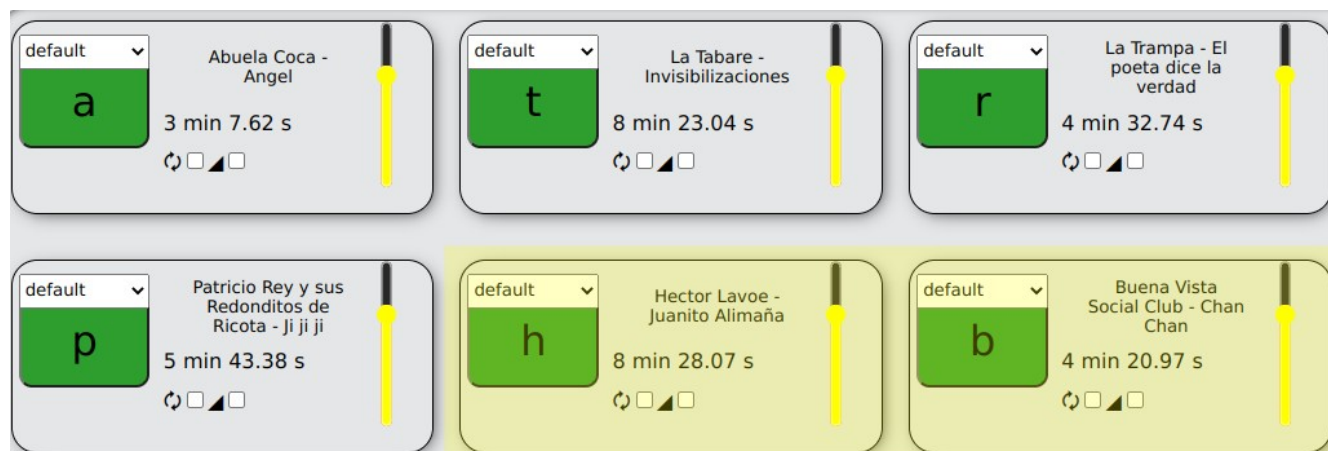 default
Abuela Coca -
Angel
a
3 min 7.62 s
default
La Tabare -
Invisibilizaciones
t
8 min 23.04 s
default
La Trampa - El
poeta dice la
verdad
r
4 min 32.74 s
default
Patricio Rey y sus
Redonditos de
Ricota - Ji ji ji
p
5 min 43.38 s
default
Hector Lavoe -
Juanito Alimaña
h
8 min 28.07 s
default
Buena Vista
Social Club - Chan
Chan
b
4 min 20.97 s